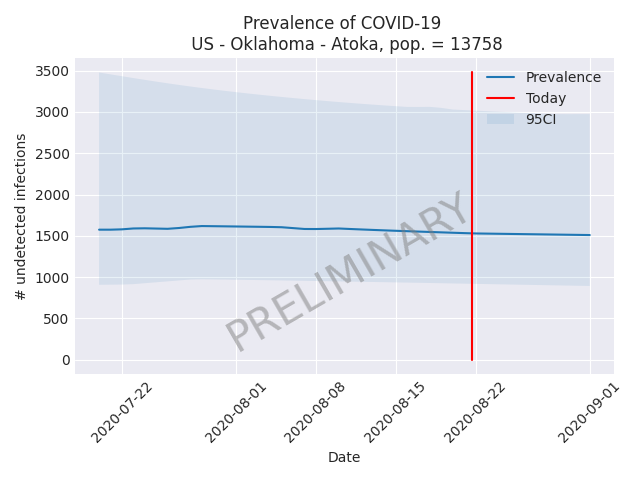 Prevalence of COVID-19
US - Oklahoma - Atoka, pop. = 13758
3500
3000
2500
2000
1500
1000
500
0
# undetected infections
Prevalence
Today
95CI
PRELIMINARY
2020-07-22
2020-08-01
2020-08-08
2020-08-15
2020-08-22
2020-09-01
Date